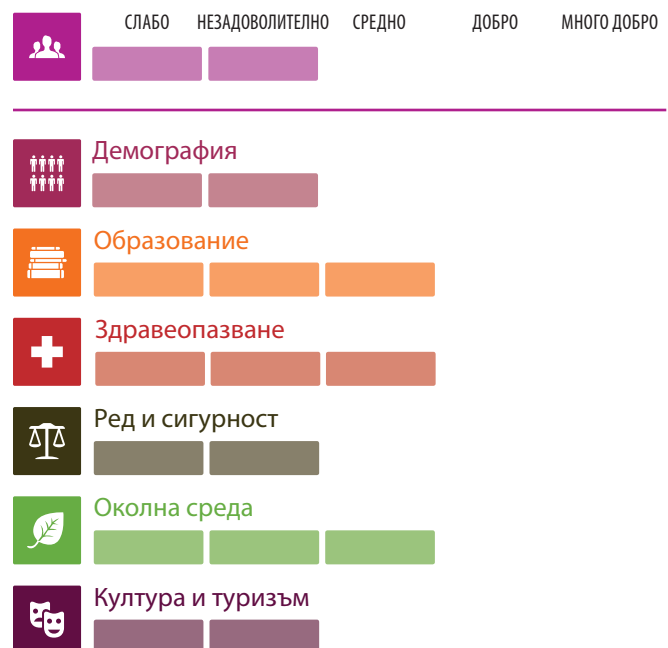 СЛАБО НЕЗАДОВОЛИТЕЛНО СРЕДНО ДОБРО МНОГО ДОБРО
Демография
Образование
Здравеопазване
Ред и сигурност
Околна среда
Култура и туризъм